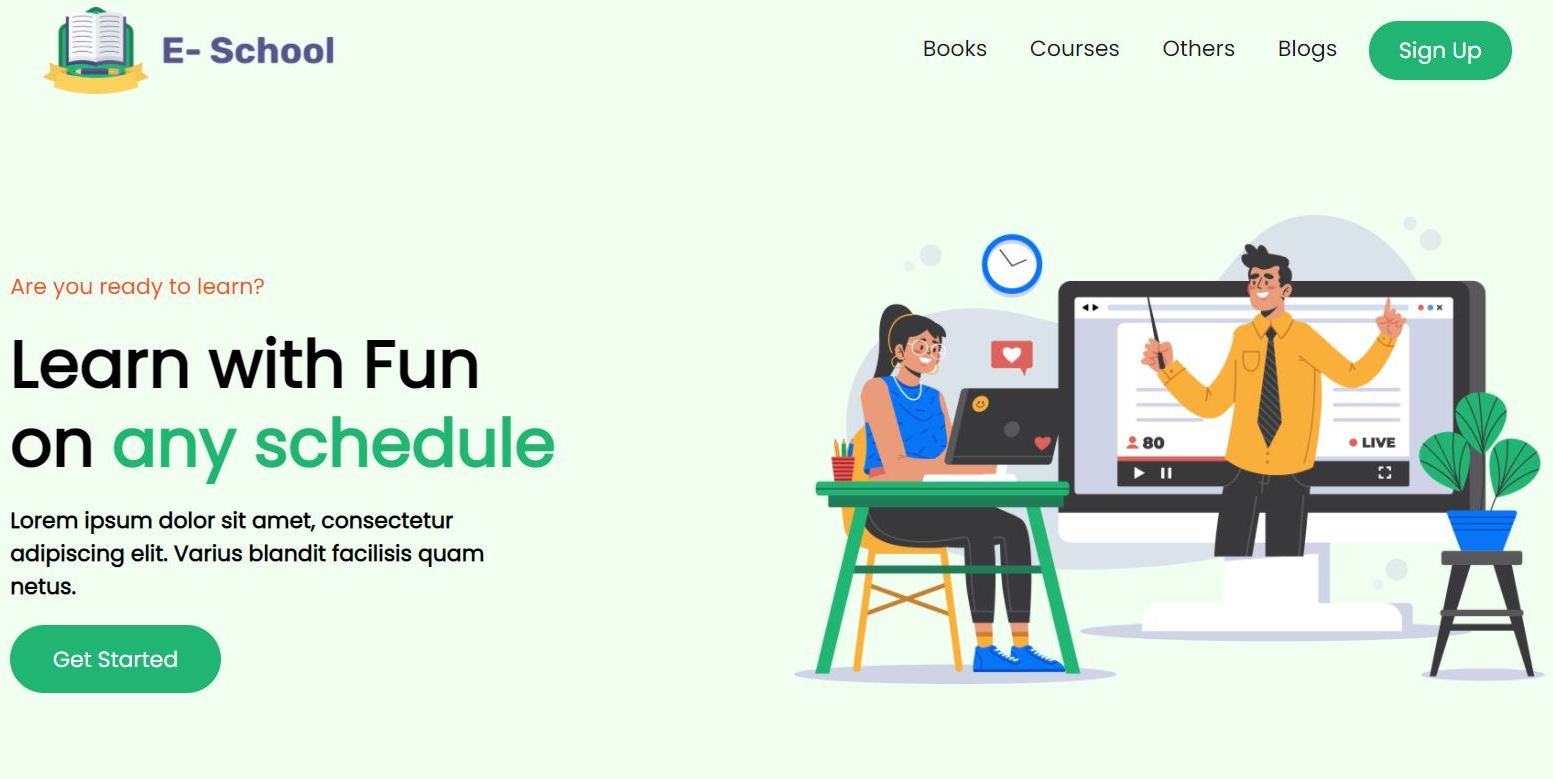 E- School
Books Courses Others Blogs Sign Up
Are you ready to learn?
Learn with Fun
on any schedule
Lorem ipsum dolor sit amet, consectetur
adipiscing elit. Varius blandit facilisis quam
netus.
Get Started
80
LIVE